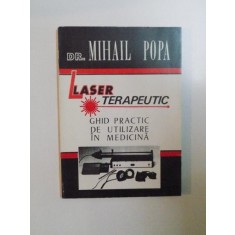 DR. MIHAIL POPA
LASER
TERAPEUTIC
GHID PRACTIC
DE UTILIZARE
ÎN MEDICINĂ